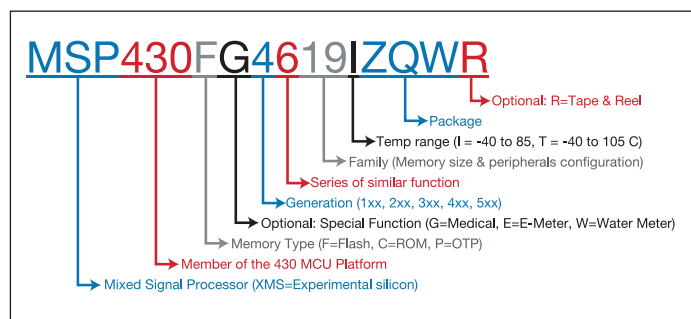 MSP430FG4619IZQWR
Optional: R=Tape & Reel
Package
Temp range (I = -40 to 85, T = -40 to 105 C)
Family (Memory size & peripherals configuration)
Series of similar function
Generation (1xx, 2xx, 3xx, 4xx, 5xx)
Optional: Special Function (G=Medical, E=E-Meter, W=Water Meter)
Memory Type (F=Flash, C=ROM, P=OTP)
Member of the 430 MCU Platform
Mixed Signal Processor (XMS=Experimental silicon)